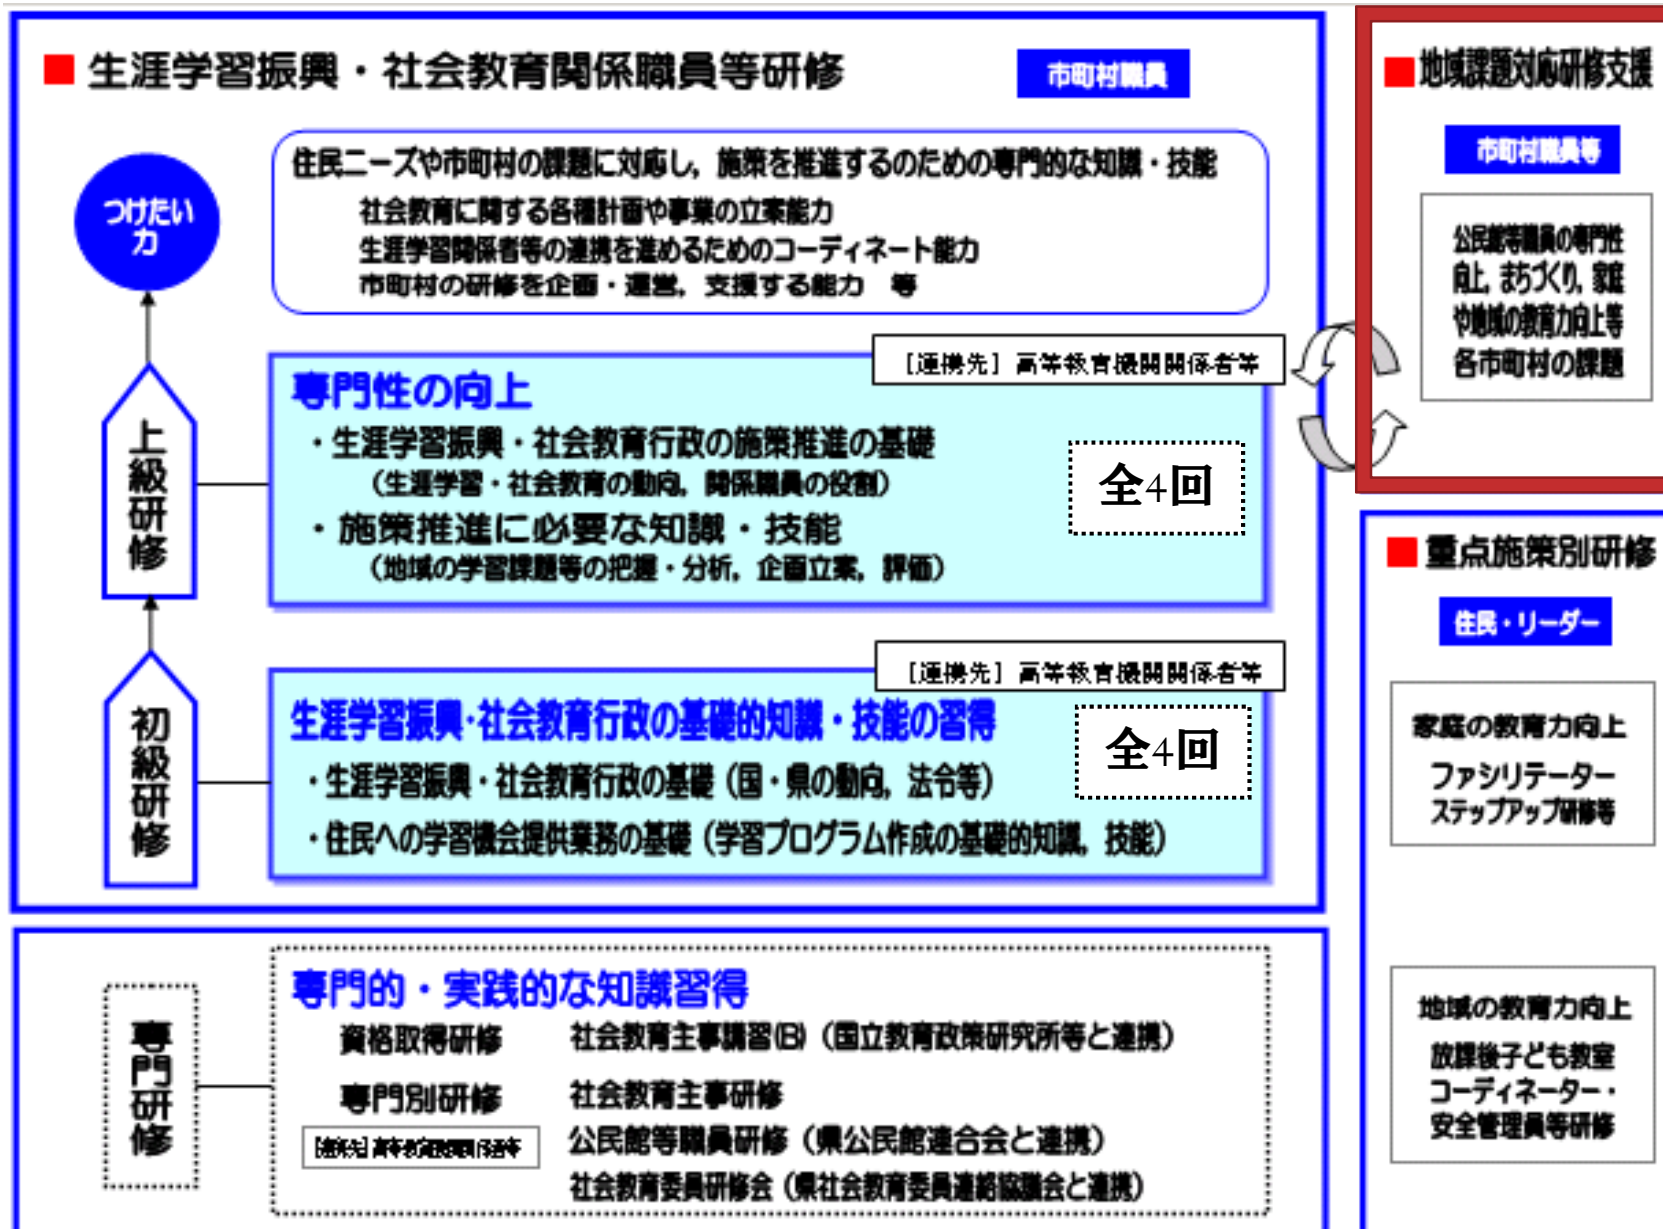 ■ 生涯学習振興・社会教育関係職員等研修
市町村職員
つけたい
力
住民ニーズや市町村の課題に対応し，施策を推進するのための専門的な知識・技能
社会教育に関する各種計画や事業の立案能力
生涯学習関係者等の連携を進めるためのコーディネート能力
市町村の研修を企画・運営，支援する能力　等
上級研修
［連携先］高等教育機関関係者等
専門性の向上
・生涯学習振興・社会教育行政の施策推進の基礎
（生涯学習・社会教育の動向，関係職員の役割）
・施策推進に必要な知識・技能
（地域の学習課題等の把握・分析，企画立案，評価）
全4回
初級研修
［連携先］高等教育機関関係者等
生涯学習振興・社会教育行政の基礎的知識・技能の習得
・生涯学習振興・社会教育行政の基礎（国・県の動向，法令等）
・住民への学習機会提供業務の基礎（学習プログラム作成の基礎的知識，技能）
全4回
専門研修
専門的・実践的な知識習得
資格取得研修　社会教育主事講習(B)（国立教育政策研究所等と連携）
専門別研修　社会教育主事研修
［連携先］高等教育機関関係者等
公民館等職員研修（県公民館連合会と連携）
社会教育委員研修会（県社会教育委員連絡協議会と連携）
■ 地域課題対応研修支援
市町村職員等
公民館等職員の専門性
向上，まちづくり，家庭
や地域の教育力向上等
各市町村の課題
■ 重点施策別研修
住民・リーダー
家庭の教育力向上
ファシリテーター
ステップアップ研修等
地域の教育力向上
放課後子ども教室
コーディネーター・
安全管理員等研修